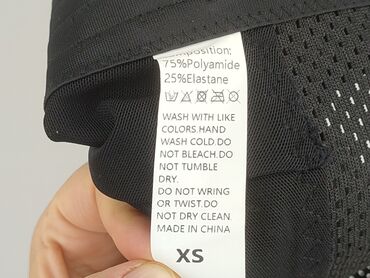 Composition:
75%Polyamide
25%Elastane
WASH WITH LIKE
COLORS.HAND
WASH COLD.DO
NOT BLEACH.DO
NOT TUMBLE
DRY.
DO NOT WRING
OR TWIST.DO
NOT DRY CLEAN
MADE IN CHINA
XS